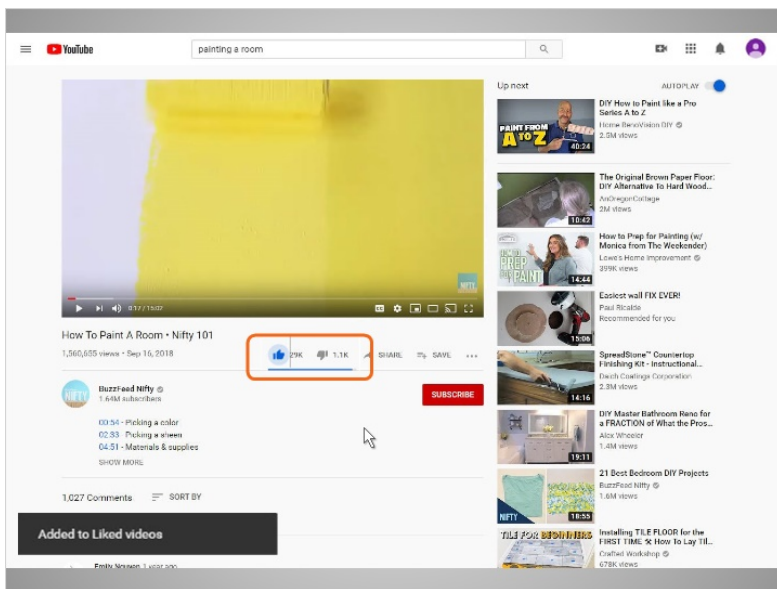 YouTube
painting a room
Up next
AUTOPLAY
PAINT FROM
A TO Z
40:24
DIY How to Paint like a Pro
Series A to Z
Home RenoVision DIY
2.5M views
10:42
The Original Brown Paper Floor:
DIY Alternative To Hard Wood...
AnOregonCottage
2M views
HOW TO
PREP
PAINT
14:44
How to Prep for Painting (w/
Monica from The Weekender)
Lowe's Home Improvement
399K views
15:06
Easiest wall FIX EVER!
Paul Ricalde
Recommended for you
14:16
SpreadStone™ Countertop
Finishing Kit - Instructional...
Daich Coatings Corporation
2.3M views
19:11
DIY Master Bathroom Reno for
a FRACTION of What the Pros...
Alex Wheeler
1.4M views
NIFTY
18:55
21 Best Bedroom DIY Projects
BuzzFeed Nifty
1.6M views
TILE FOR BEGINNERS
Installing TILE FLOOR for the
FIRST TIME 🛠 How To Lay Til...
Crafted Workshop
678K views
NIFTY
0:17 / 15:02
How To Paint A Room • Nifty 101
1,560,655 views • Sep 16, 2018
29K 1.1K SHARE SAVE ...
NIFTY
BuzzFeed Nifty
1.64M subscribers
SUBSCRIBE
00:54 - Picking a color
02:33 - Picking a sheen
04:51 - Materials & supplies
SHOW MORE
1,027 Comments SORT BY
Added to Liked videos
Emily Nguyen 1 year ago